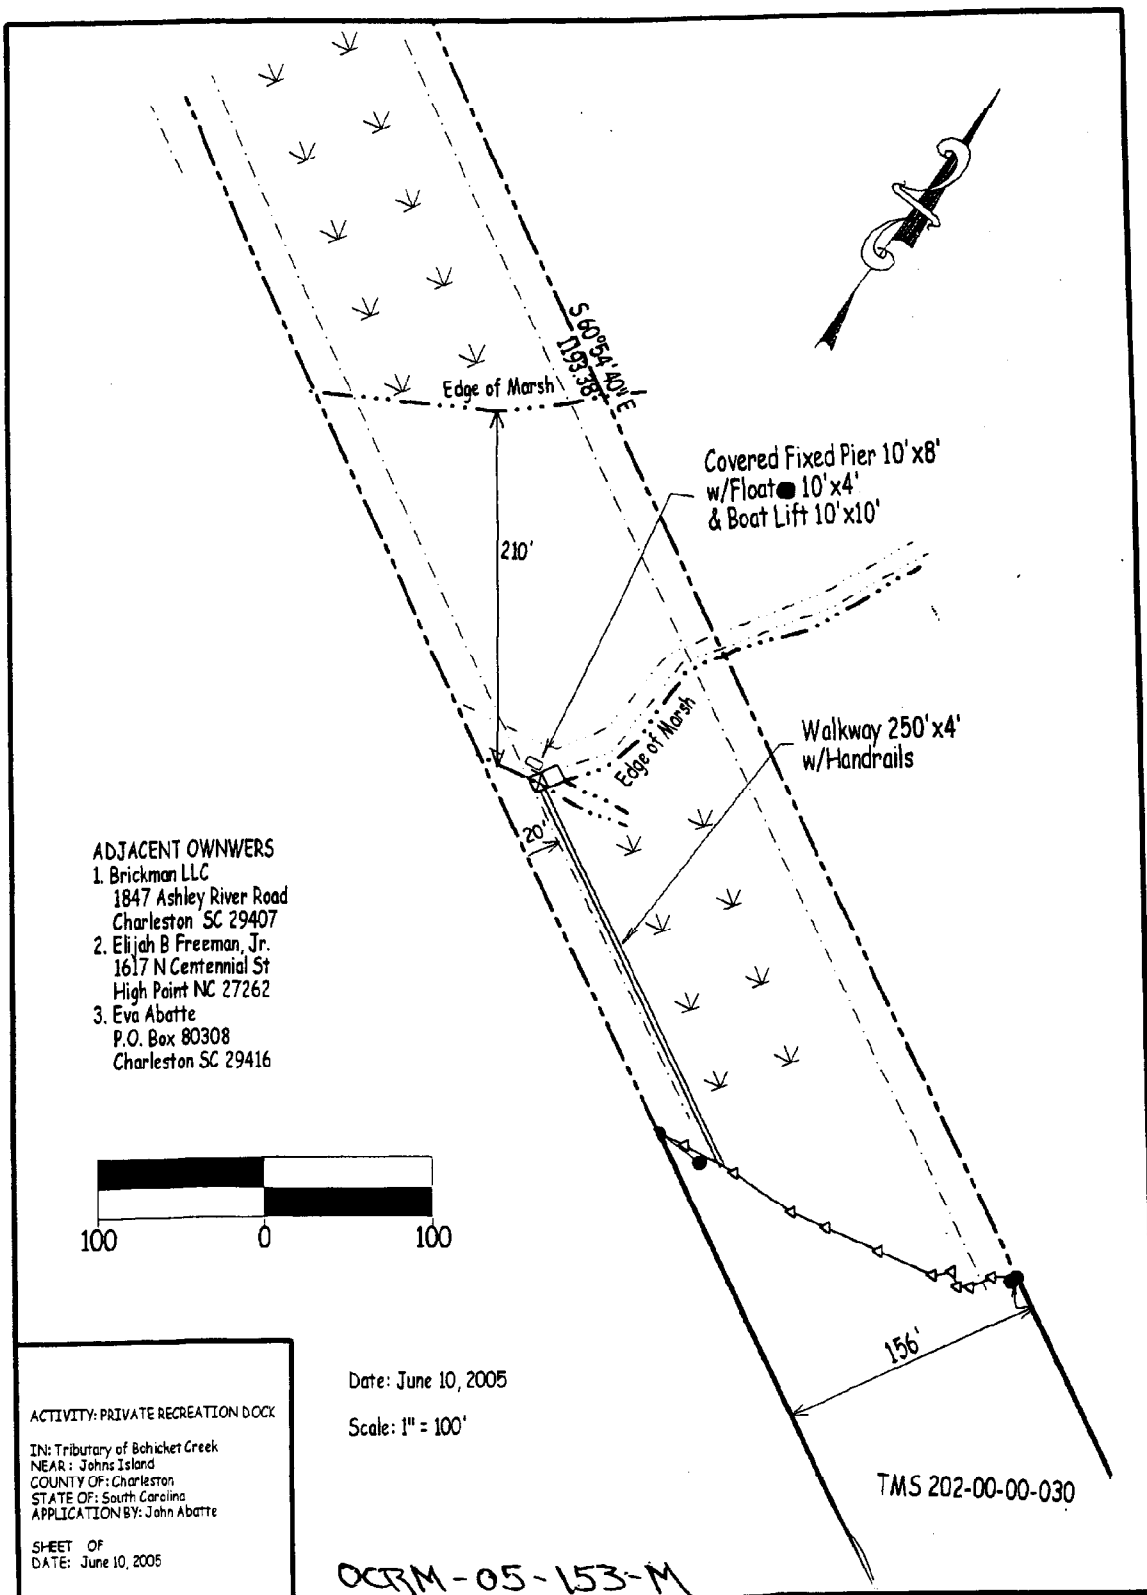 S 60°54'40" E
1193.38'
Edge of Marsh
Covered Fixed Pier 10'x8'
w/Float 10'x4'
& Boat Lift 10'x10'
210'
Edge of Marsh
Walkway 250'x4'
w/Handrails
20'
ADJACENT OWNWERS
1. Brickman LLC
1847 Ashley River Road
Charleston SC 29407
2. Elijah B Freeman, Jr.
1617 N Centennial St
High Point NC 27262
3. Eva Abatte
P.O. Box 80308
Charleston SC 29416
100 0 100
156'
Date: June 10, 2005
Scale: 1" = 100'
TMS 202-00-00-030
ACTIVITY: PRIVATE RECREATION DOCK
IN: Tributary of Bohicket Creek
NEAR: Johns Island
COUNTY OF: Charleston
STATE OF: South Carolina
APPLICATION BY: John Abatte
SHEET OF
DATE: June 10, 2005
OCRM-05-153-M